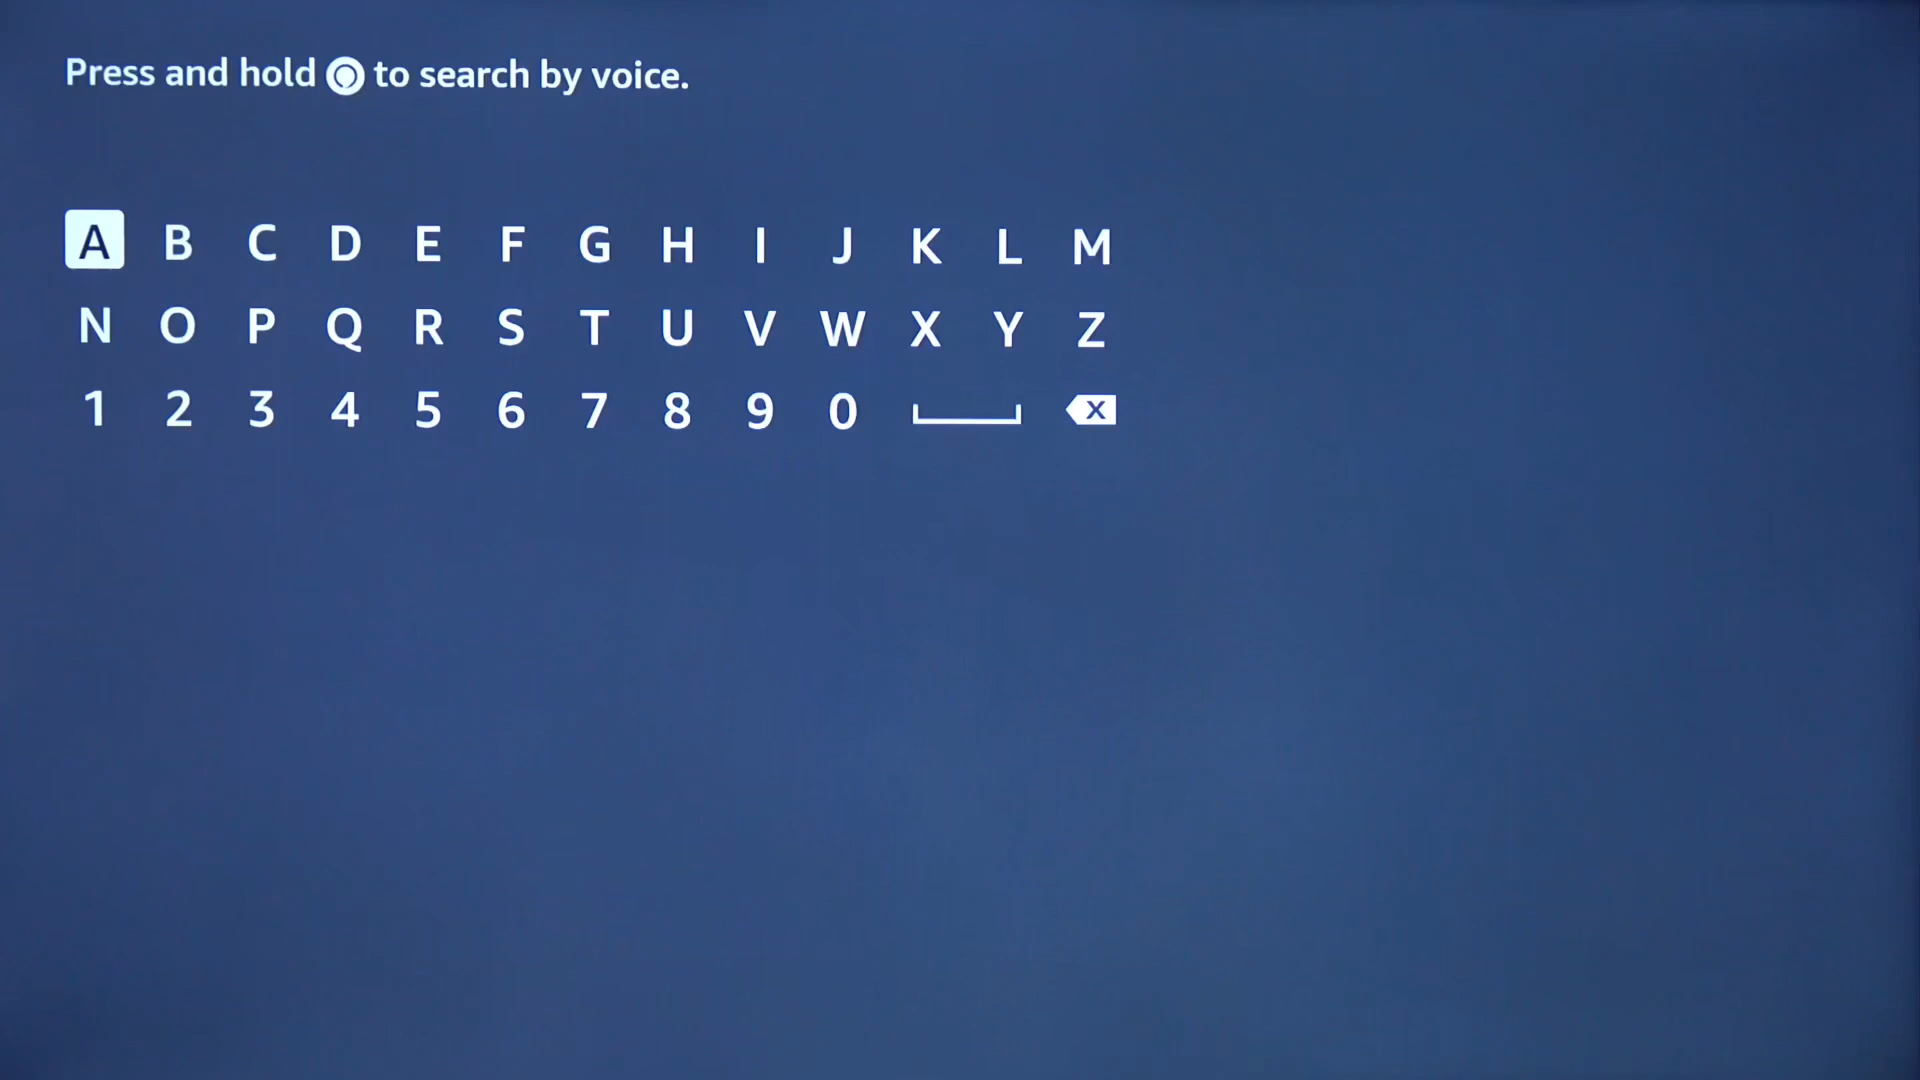 Press and hold to search by voice.
A B C D E F G H I J K L M
N O P Q R S T U V W X Y Z
1 2 3 4 5 6 7 8 9 0